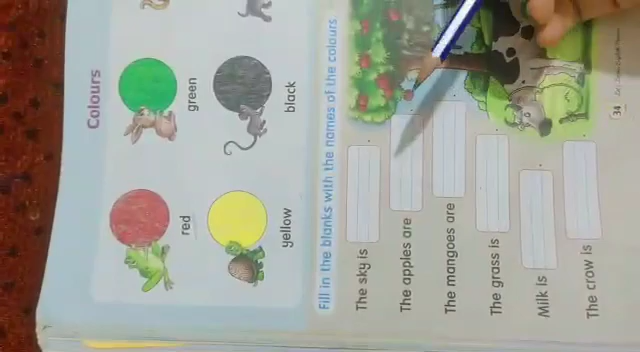 Colours
red
green
yellow
black
Fill in the blanks with the names of the colours.
The sky is
The apples are
The mangoes are
The grass is
Milk is
The crow is
34